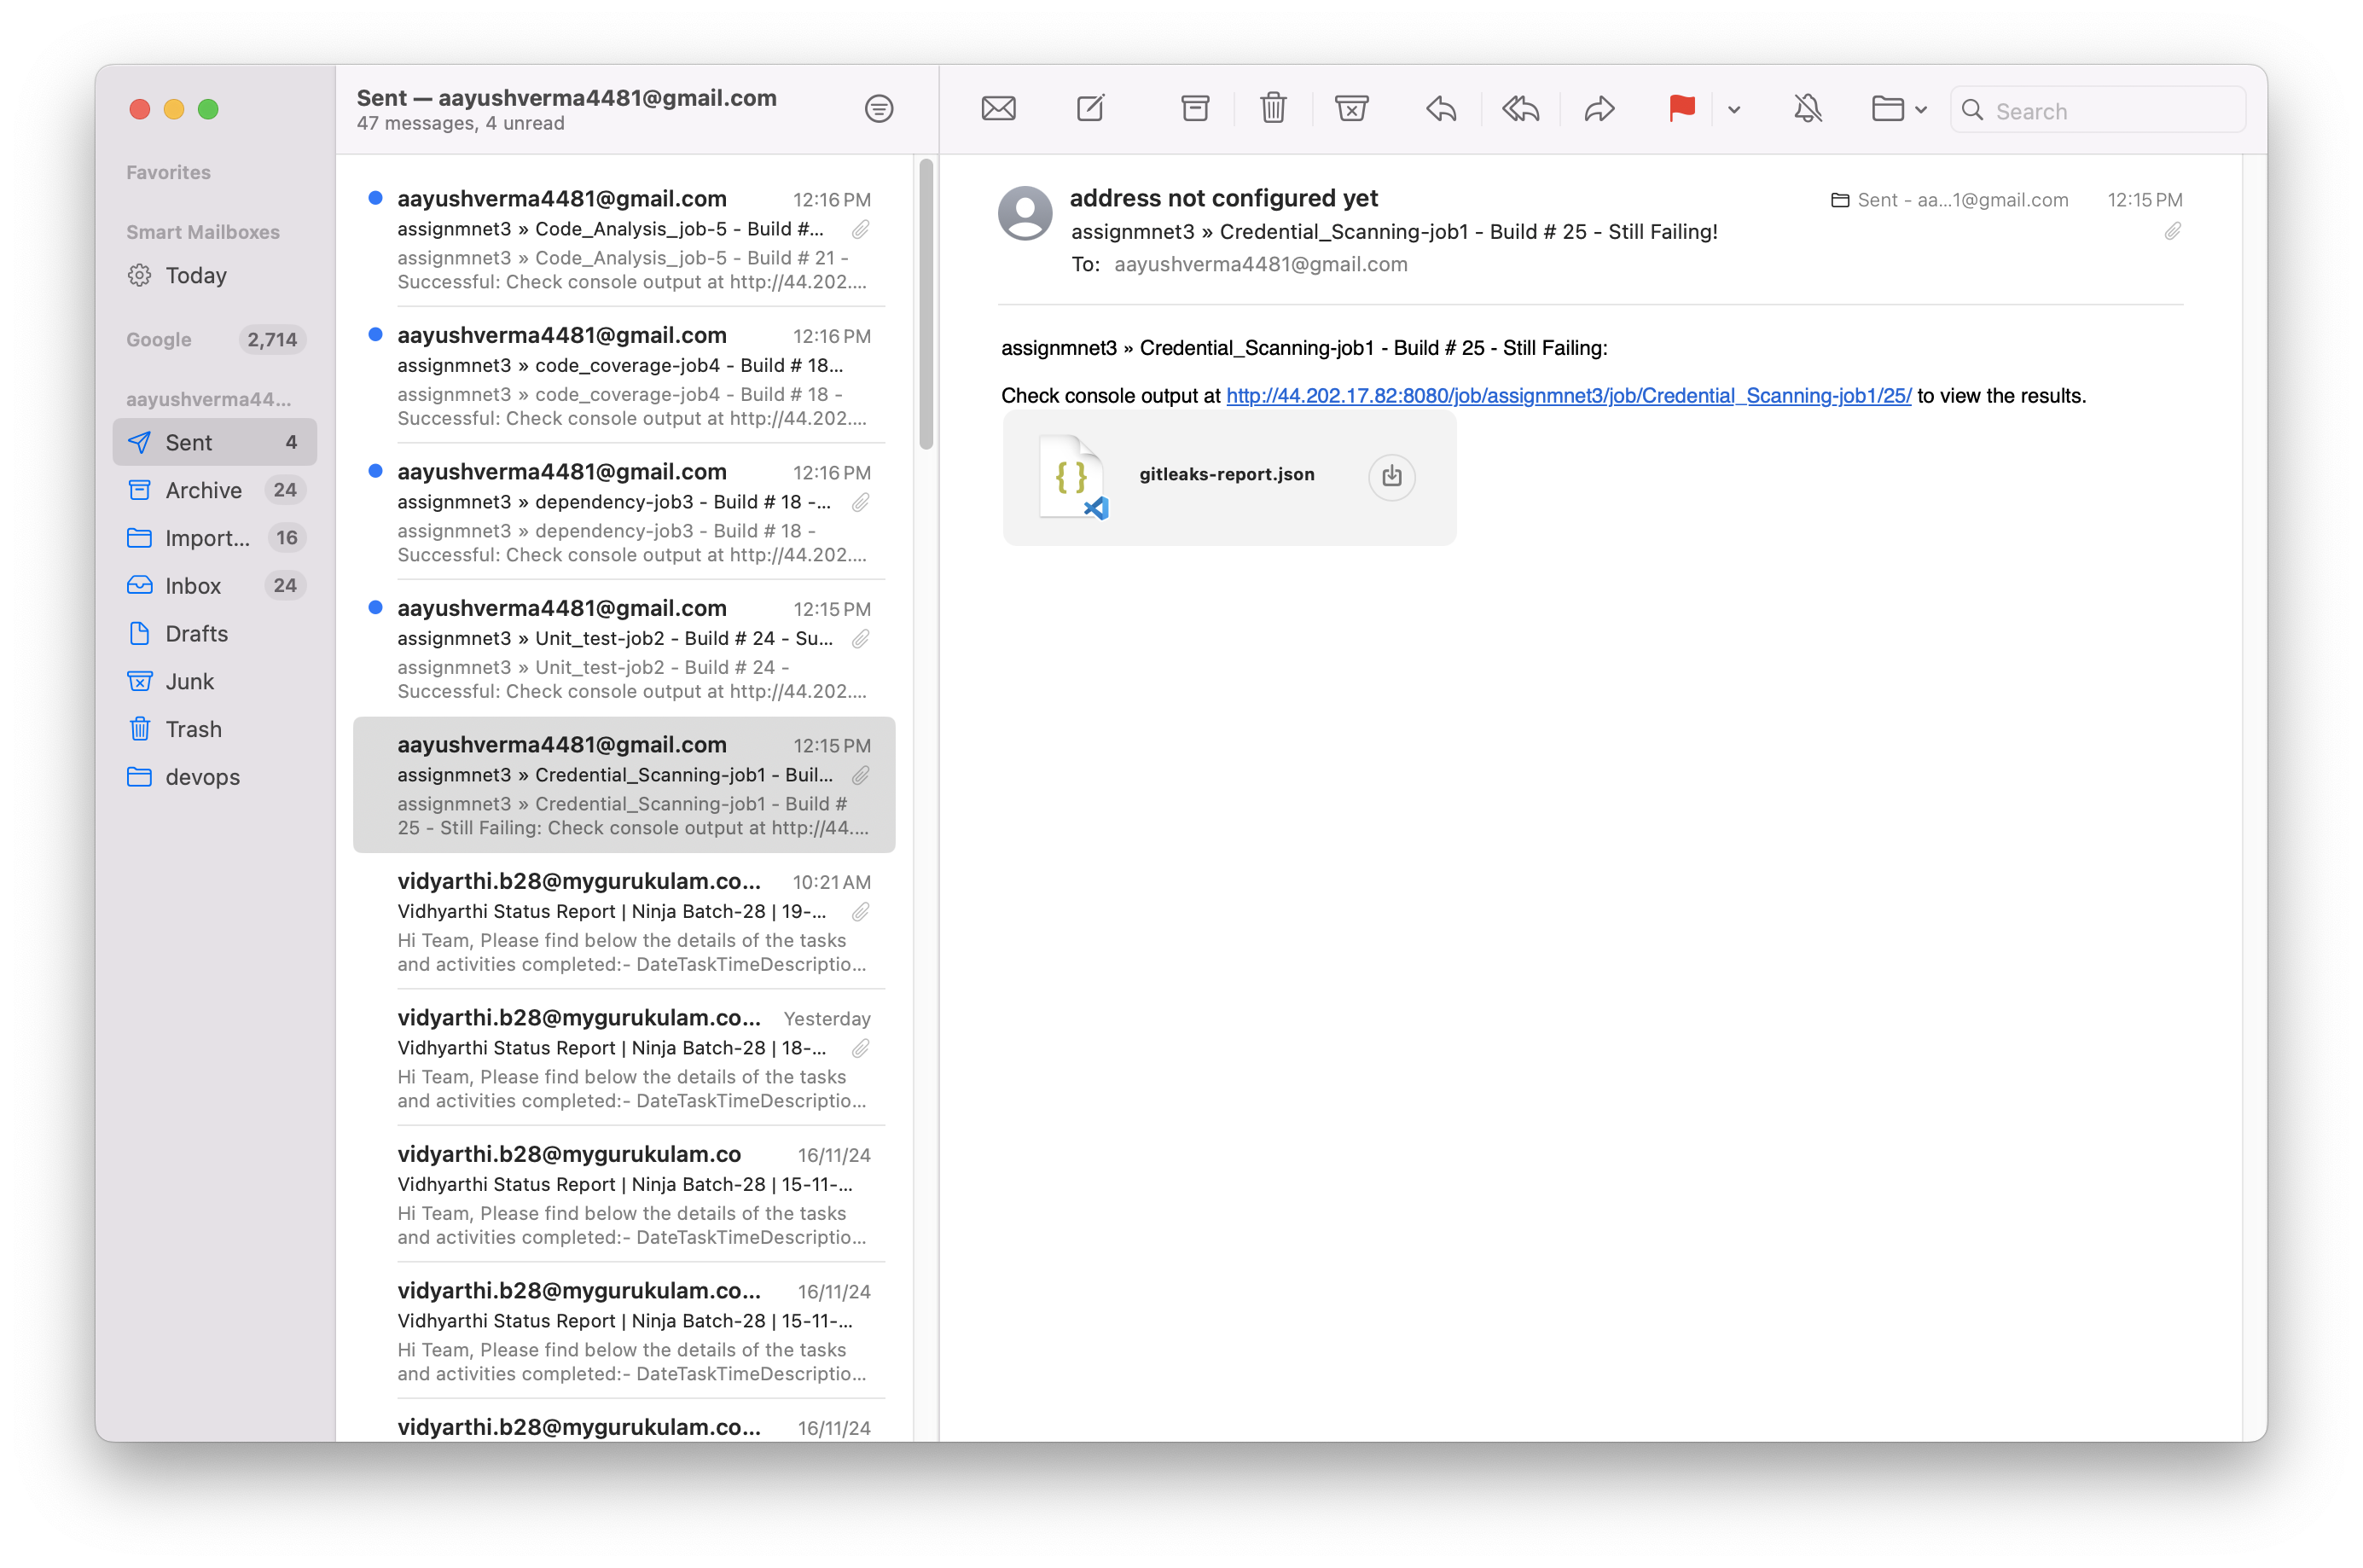 Favorites
Smart Mailboxes
Today
Google 2,714
aayushverma44...
Sent 4
Archive 24
Import... 16
Inbox 24
Drafts
Junk
Trash
devops
Sent — aayushverma4481@gmail.com
47 messages, 4 unread
aayushverma4481@gmail.com 12:16 PM
assignmnet3 » Code_Analysis_job-5 - Build #...
assignmnet3 » Code_Analysis_job-5 - Build # 21 -
Successful: Check console output at http://44.202....
aayushverma4481@gmail.com 12:16 PM
assignmnet3 » code_coverage-job4 - Build # 18...
assignmnet3 » code_coverage-job4 - Build # 18 -
Successful: Check console output at http://44.202....
aayushverma4481@gmail.com 12:16 PM
assignmnet3 » dependency-job3 - Build # 18 -...
assignmnet3 » dependency-job3 - Build # 18 -
Successful: Check console output at http://44.202....
aayushverma4481@gmail.com 12:15 PM
assignmnet3 » Unit_test-job2 - Build # 24 - Su...
assignmnet3 » Unit_test-job2 - Build # 24 -
Successful: Check console output at http://44.202....
aayushverma4481@gmail.com 12:15 PM
assignmnet3 » Credential_Scanning-job1 - Buil...
assignmnet3 » Credential_Scanning-job1 - Build #
25 - Still Failing: Check console output at http://44....
vidyarthi.b28@mygurukulam.co... 10:21 AM
Vidhyarthi Status Report | Ninja Batch-28 | 19-...
Hi Team, Please find below the details of the tasks
and activities completed:- DateTaskTimeDescriptio...
vidyarthi.b28@mygurukulam.co... Yesterday
Vidhyarthi Status Report | Ninja Batch-28 | 18-...
Hi Team, Please find below the details of the tasks
and activities completed:- DateTaskTimeDescriptio...
vidyarthi.b28@mygurukulam.co 16/11/24
Vidhyarthi Status Report | Ninja Batch-28 | 15-11-...
Hi Team, Please find below the details of the tasks
and activities completed:- DateTaskTimeDescriptio...
vidyarthi.b28@mygurukulam.co... 16/11/24
Vidhyarthi Status Report | Ninja Batch-28 | 15-11-...
Hi Team, Please find below the details of the tasks
and activities completed:- DateTaskTimeDescriptio...
vidyarthi.b28@mygurukulam.co... 16/11/24
Search
address not configured yet Sent - aa...1@gmail.com 12:15 PM
assignmnet3 » Credential_Scanning-job1 - Build # 25 - Still Failing!
To: aayushverma4481@gmail.com
assignmnet3 » Credential_Scanning-job1 - Build # 25 - Still Failing:
Check console output at http://44.202.17.82:8080/job/assignmnet3/job/Credential_Scanning-job1/25/ to view the results.
gitleaks-report.json